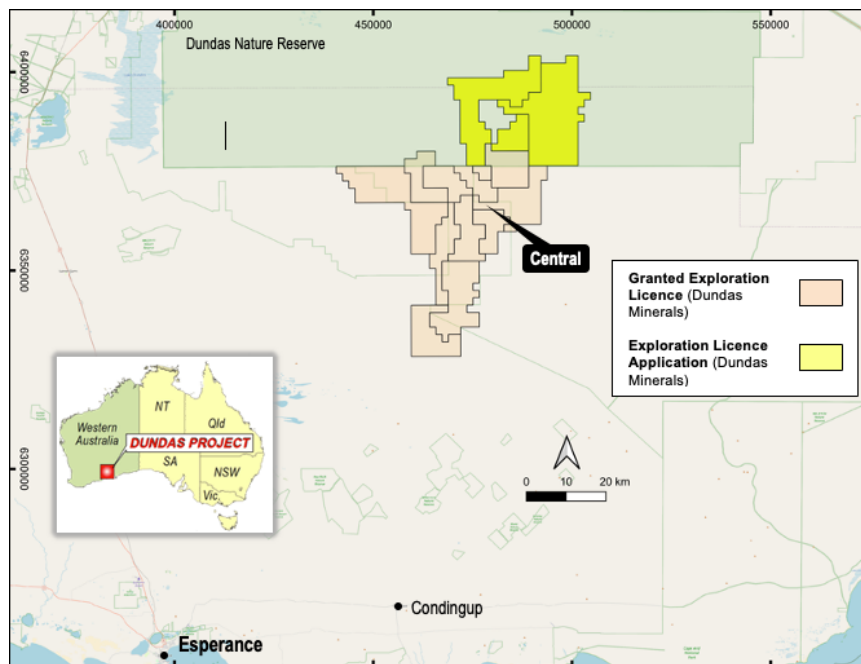 400000
450000
500000
550000
Dundas Nature Reserve
6400000
6350000
6300000
Central
Granted Exploration
Licence (Dundas
Minerals)
Exploration Licence
Application (Dundas
Minerals)
Western
Australia
NT
Qld
DUNDAS PROJECT
SA
NSW
Vic.
0 10 20 km
Condingup
Esperance